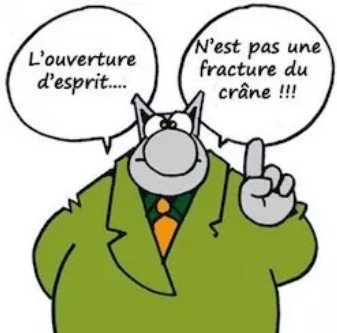 L'ouverture
d'esprit....
N'est pas une
fracture du
crâne !!!